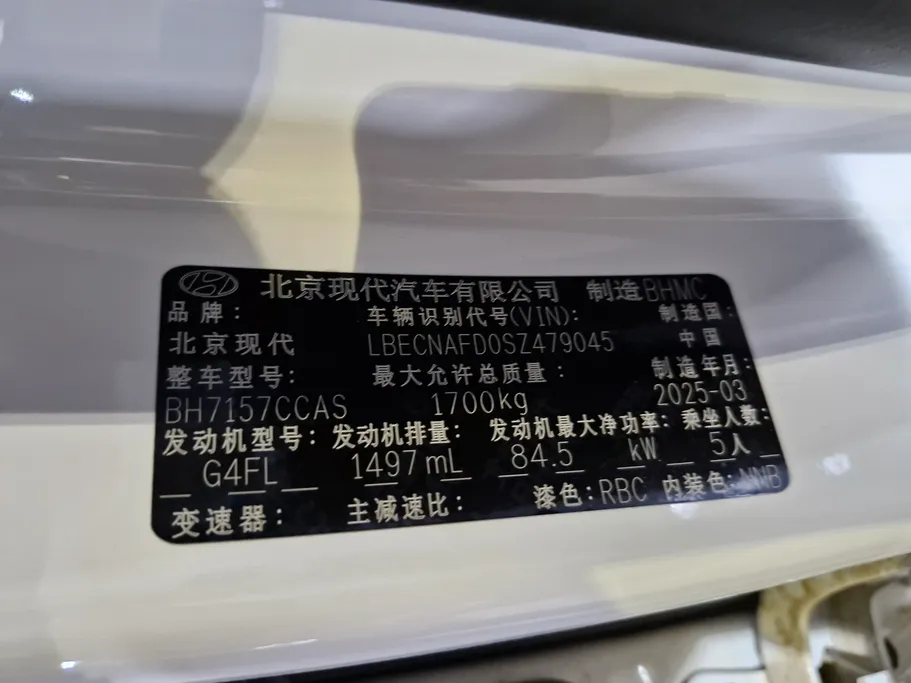 北京现代汽车有限公司 制造BHMC
品牌: 车辆识别代号(VIN): 制造国:
北京现代 LBECNAFD0SZ479045 中国
整车型号: 最大允许总质量: 制造年月:
BH7157CCAS 1700kg 2025-03
发动机型号: 发动机排量: 发动机最大净功率: 乘坐人数:
G4FL 1497mL 84.5 kW 5人
变速器: 主减速比: 漆色:RBC 内装色:NNB